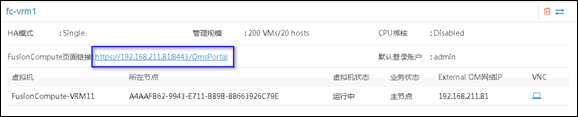 fc-vrm1
HA模式 : Single 管理规模 : 200 VMs/20 hosts CPU绑核 : Disabled
FusionCompute页面链接: https://192.168.211.81:8443/OmsPortal 默认登录账户 : admin
虚拟机 所在节点 虚拟机状态 业务状态 External OM网络IP VNC
FusionCompute-VRM11 A4AAFB62-9943-E711-B89B-88663926C79E 运行中 主节点 192.168.211.81